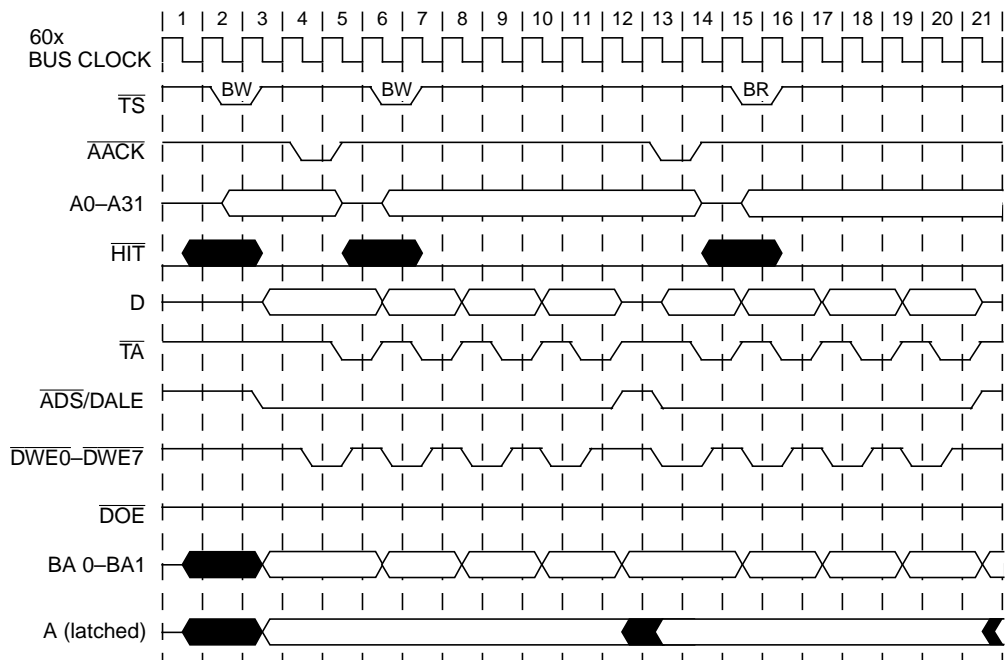 1 2 3 4 5 6 7 8 9 10 11 12 13 14 15 16 17 18 19 20 21
60x
BUS CLOCK
TS
BW BW BR
AACK
A0–A31
HIT
D
TA
ADS/DALE
DWE0–DWE7
DOE
BA 0–BA1
A (latched)